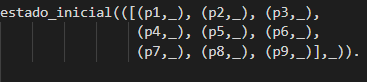 estado_inicial(([(p1,_), (p2,_), (p3,_),
(p4,_), (p5,_), (p6,_),
(p7,_), (p8,_), (p9,_)],_)).